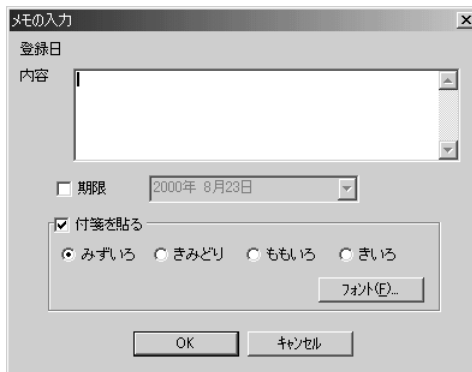 メモの入力
登録日
内容
期限 2000年 8月23日
付箋を貼る
みずいろ きみどり ももいろ きいろ
フォント(F)...
OK キャンセル